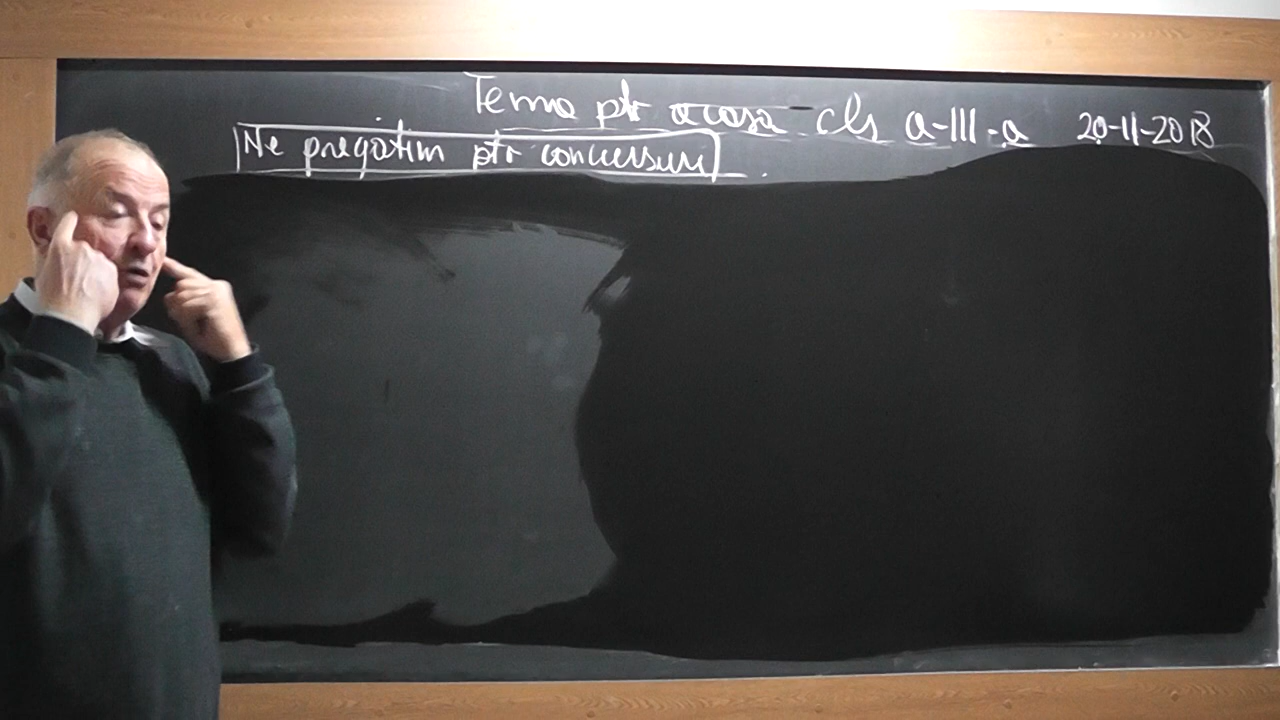 Tema ptr acasa cls a-III-a 20-11-2018
Ne pregatim ptr concursuri